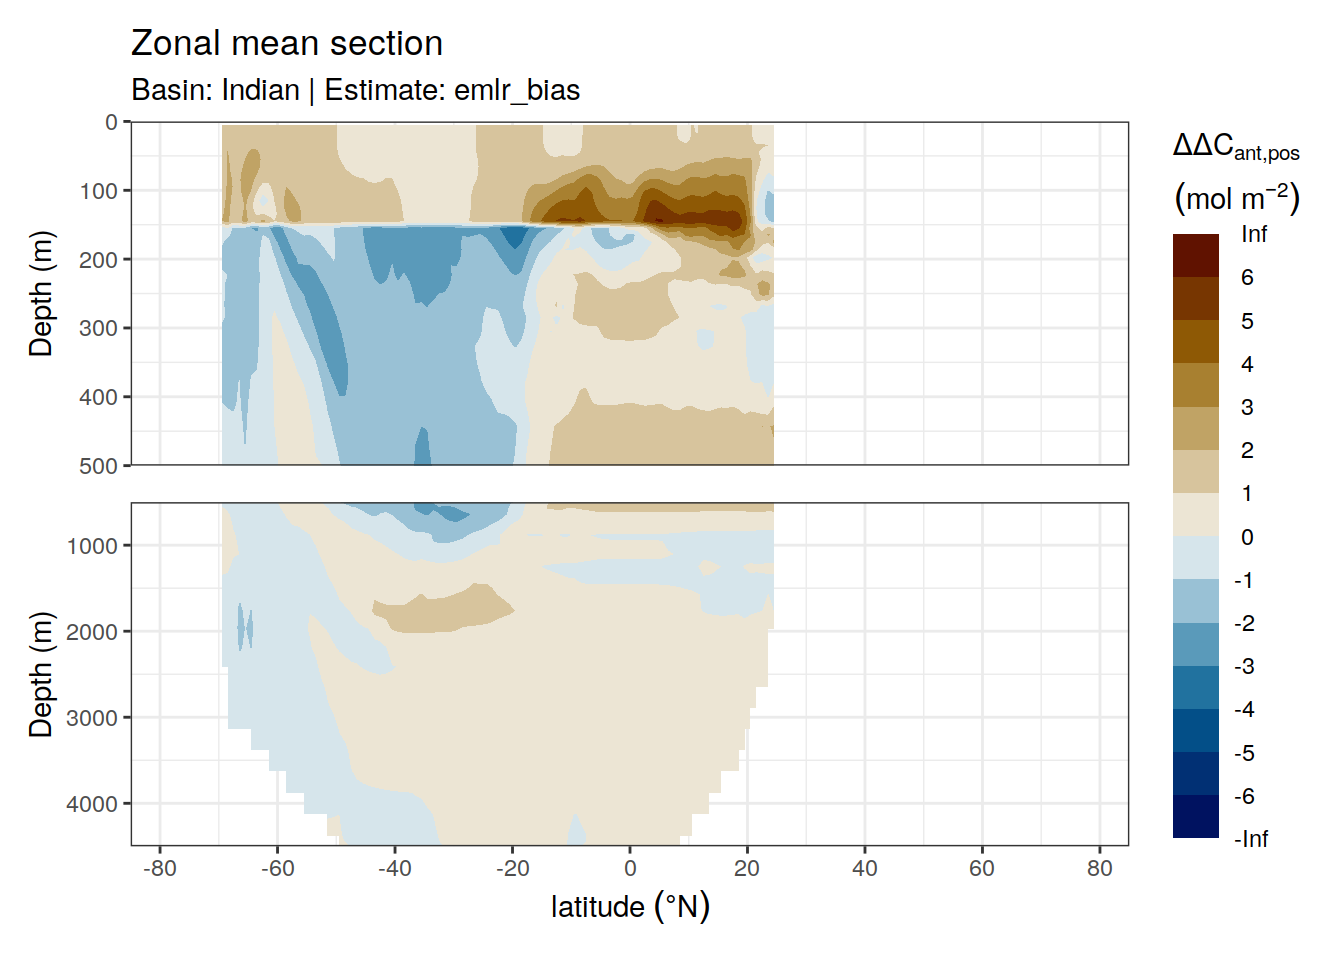 Zonal mean section
Basin: Indian | Estimate: emlr_bias
0
100
200
300
400
500
Depth (m)
1000
2000
3000
4000
Depth (m)
-80 -60 -40 -20 0 20 40 60 80
latitude (°N)
ΔΔC_ant,pos
(mol m⁻²)
Inf
6
5
4
3
2
1
0
-1
-2
-3
-4
-5
-6
-Inf